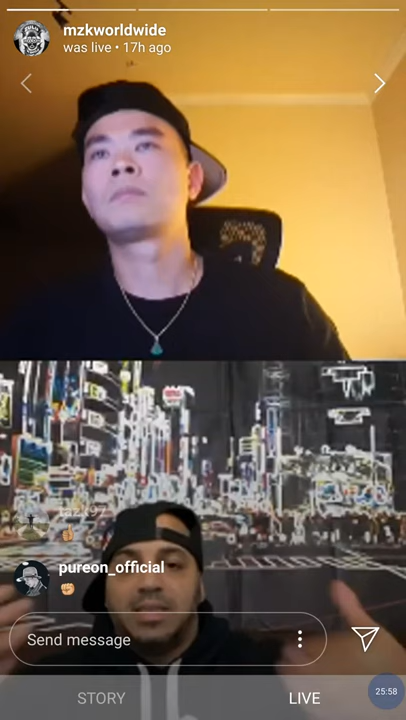 mzkworldwide
was live • 17h ago
pureon_official
Send message
STORY
LIVE
25:58